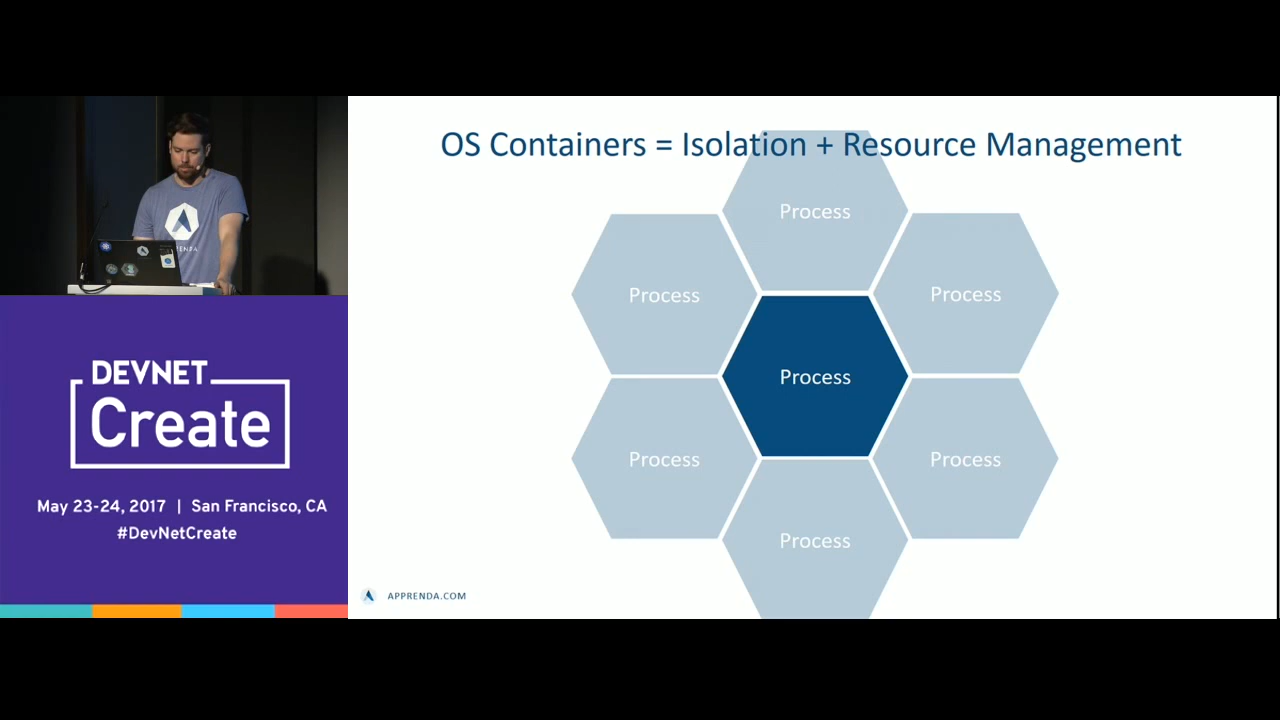 OS Containers = Isolation + Resource Management
Process
Process
Process
Process
Process
Process
Process
DEVNET
Create
May 23-24, 2017 | San Francisco, CA
#DevNetCreate
APPRENDA.COM